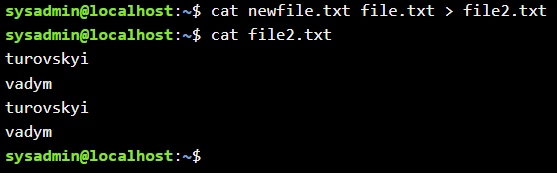 sysadmin@localhost:~$ cat newfile.txt file.txt > file2.txt
sysadmin@localhost:~$ cat file2.txt
turovskyi
vadym
turovskyi
vadym
sysadmin@localhost:~$